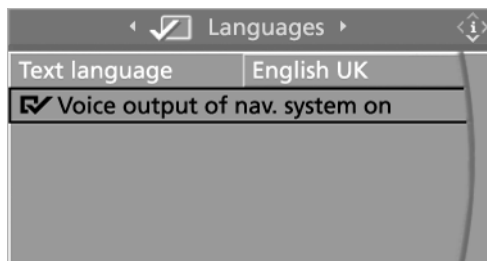 Languages
i
Text language English UK
Voice output of nav. system on